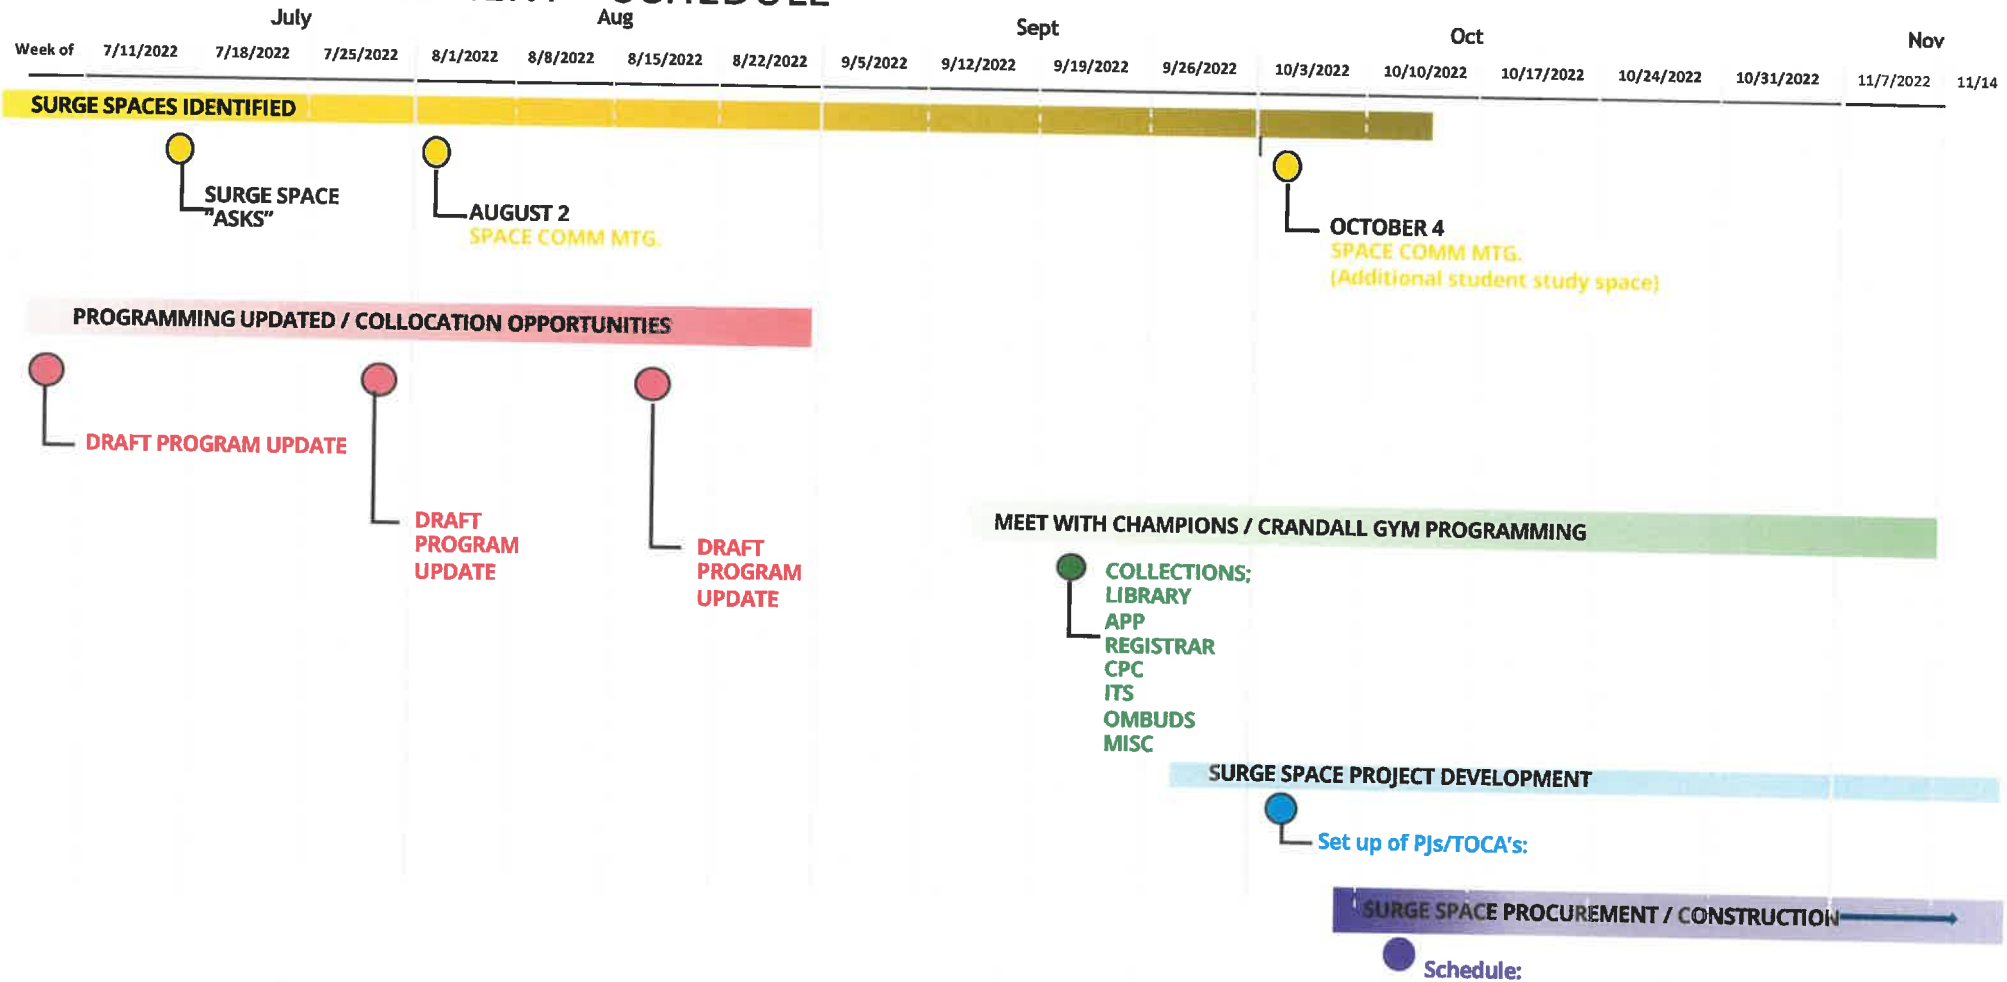 SCHEDULE
July Aug Sept Oct Nov
Week of 7/11/2022 7/18/2022 7/25/2022 8/1/2022 8/8/2022 8/15/2022 8/22/2022 9/5/2022 9/12/2022 9/19/2022 9/26/2022 10/3/2022 10/10/2022 10/17/2022 10/24/2022 10/31/2022 11/7/2022 11/14
SURGE SPACES IDENTIFIED
SURGE SPACE
"ASKS"
AUGUST 2
SPACE COMM MTG.
OCTOBER 4
SPACE COMM MTG.
(Additional student study space)
PROGRAMMING UPDATED / COLLOCATION OPPORTUNITIES
DRAFT PROGRAM UPDATE
DRAFT
PROGRAM
UPDATE
DRAFT
PROGRAM
UPDATE
MEET WITH CHAMPIONS / CRANDALL GYM PROGRAMMING
COLLECTIONS;
LIBRARY
APP
REGISTRAR
CPC
ITS
OMBUDS
MISC
SURGE SPACE PROJECT DEVELOPMENT
Set up of PJs/TOCA's:
SURGE SPACE PROCUREMENT / CONSTRUCTION
Schedule: